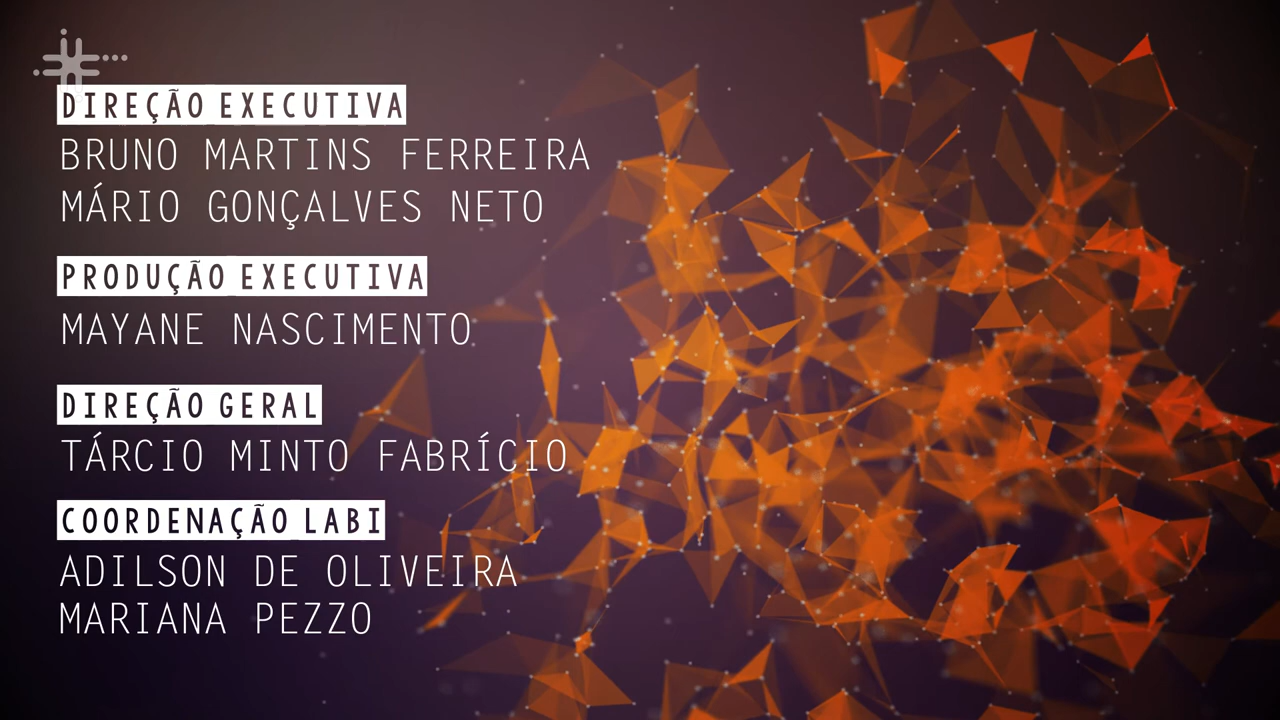 DIREÇÃO EXECUTIVA
BRUNO MARTINS FERREIRA
MÁRIO GONÇALVES NETO
PRODUÇÃO EXECUTIVA
MAYANE NASCIMENTO
DIREÇÃO GERAL
TÁRCIO MINTO FABRÍCIO
COORDENAÇÃO LABI
ADILSON DE OLIVEIRA
MARIANA PEZZO